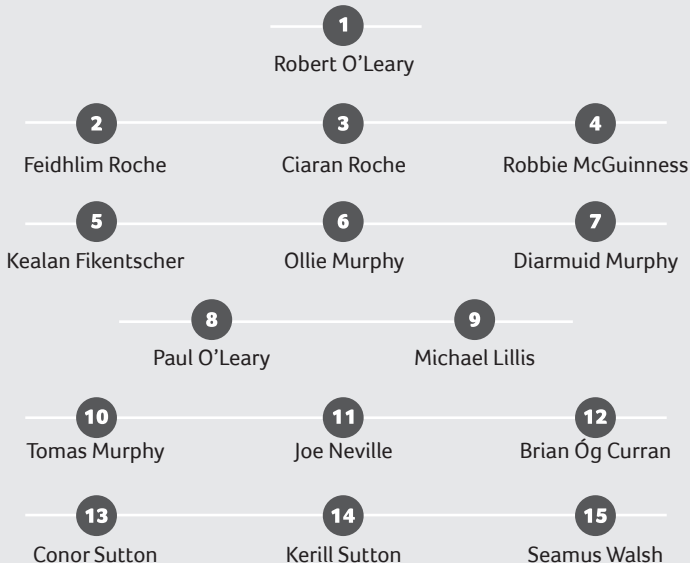 1
Robert O’Leary
2 3 4
Feidhlim Roche Ciaran Roche Robbie McGuinness
5 6 7
Kealan Fikentscher Ollie Murphy Diarmuid Murphy
8 9
Paul O’Leary Michael Lillis
10 11 12
Tomas Murphy Joe Neville Brian Óg Curran
13 14 15
Conor Sutton Kerill Sutton Seamus Walsh